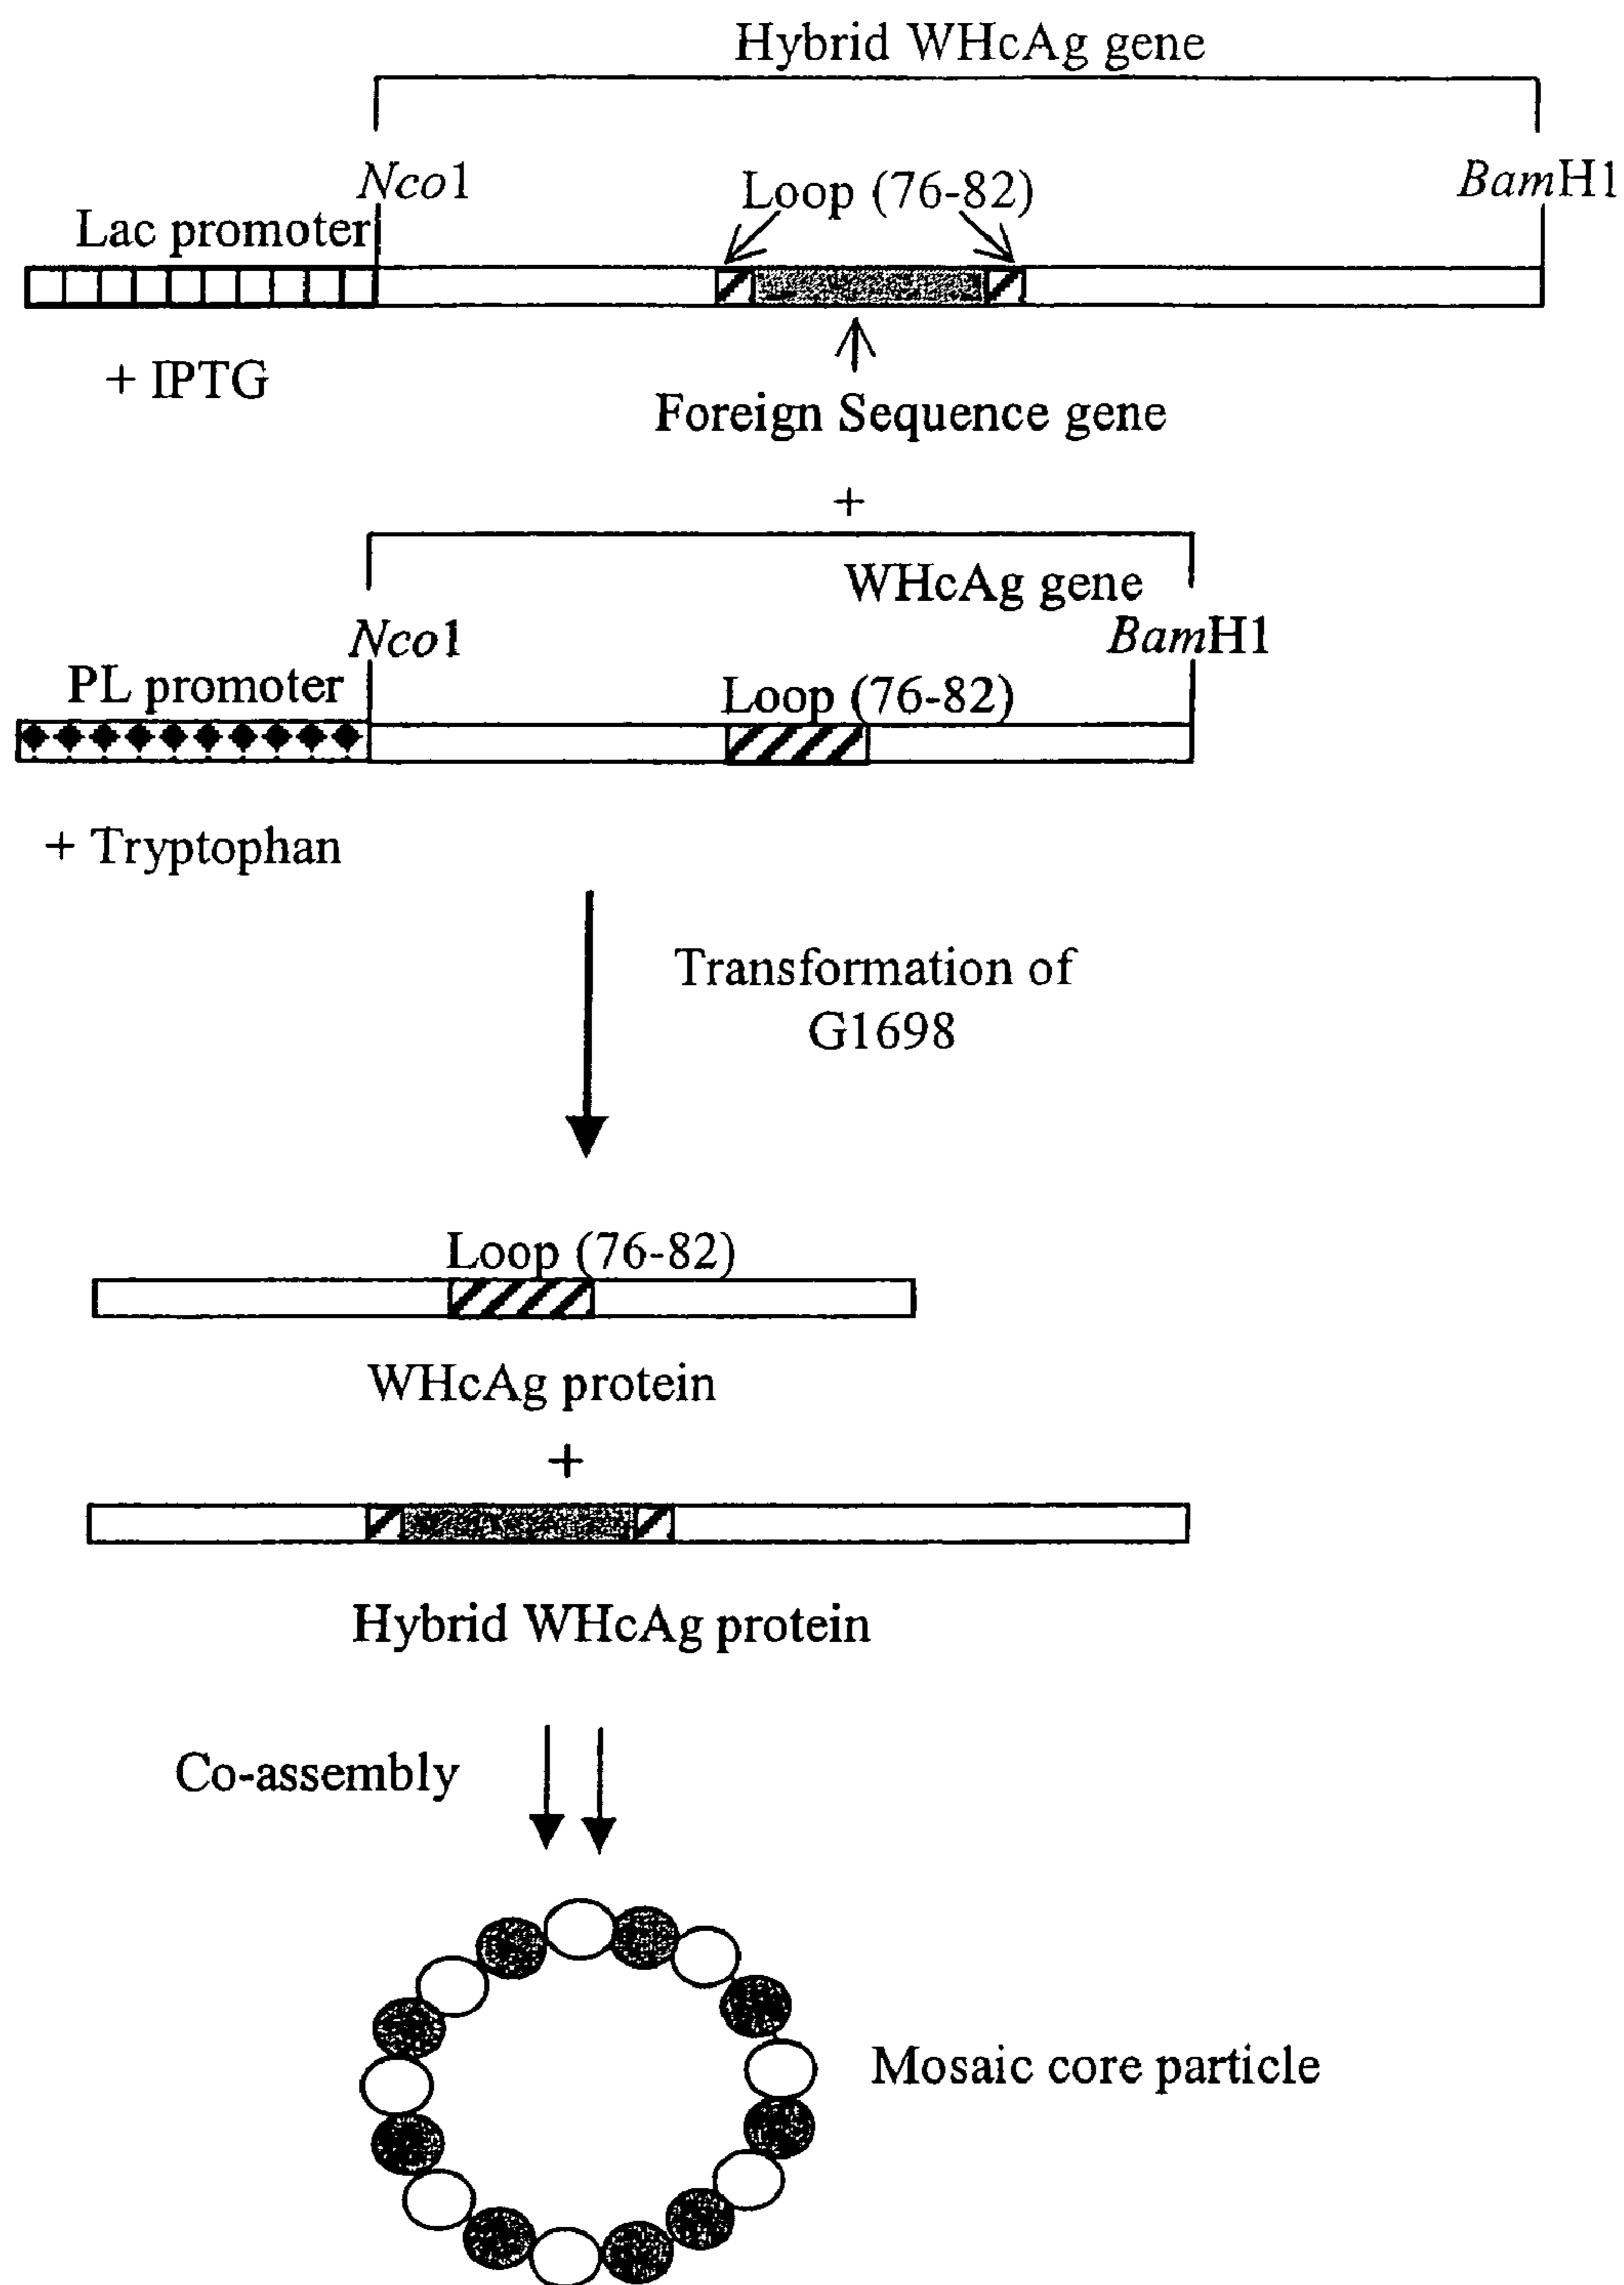 Hybrid WHcAg gene
Nco1
Loop (76-82)
BamH1
Lac promoter
+ IPTG
Foreign Sequence gene
+
WHcAg gene
Nco1
BamH1
PL promoter
Loop (76-82)
+ Tryptophan
Transformation of
G1698
Loop (76-82)
WHcAg protein
+
Hybrid WHcAg protein
Co-assembly
Mosaic core particle